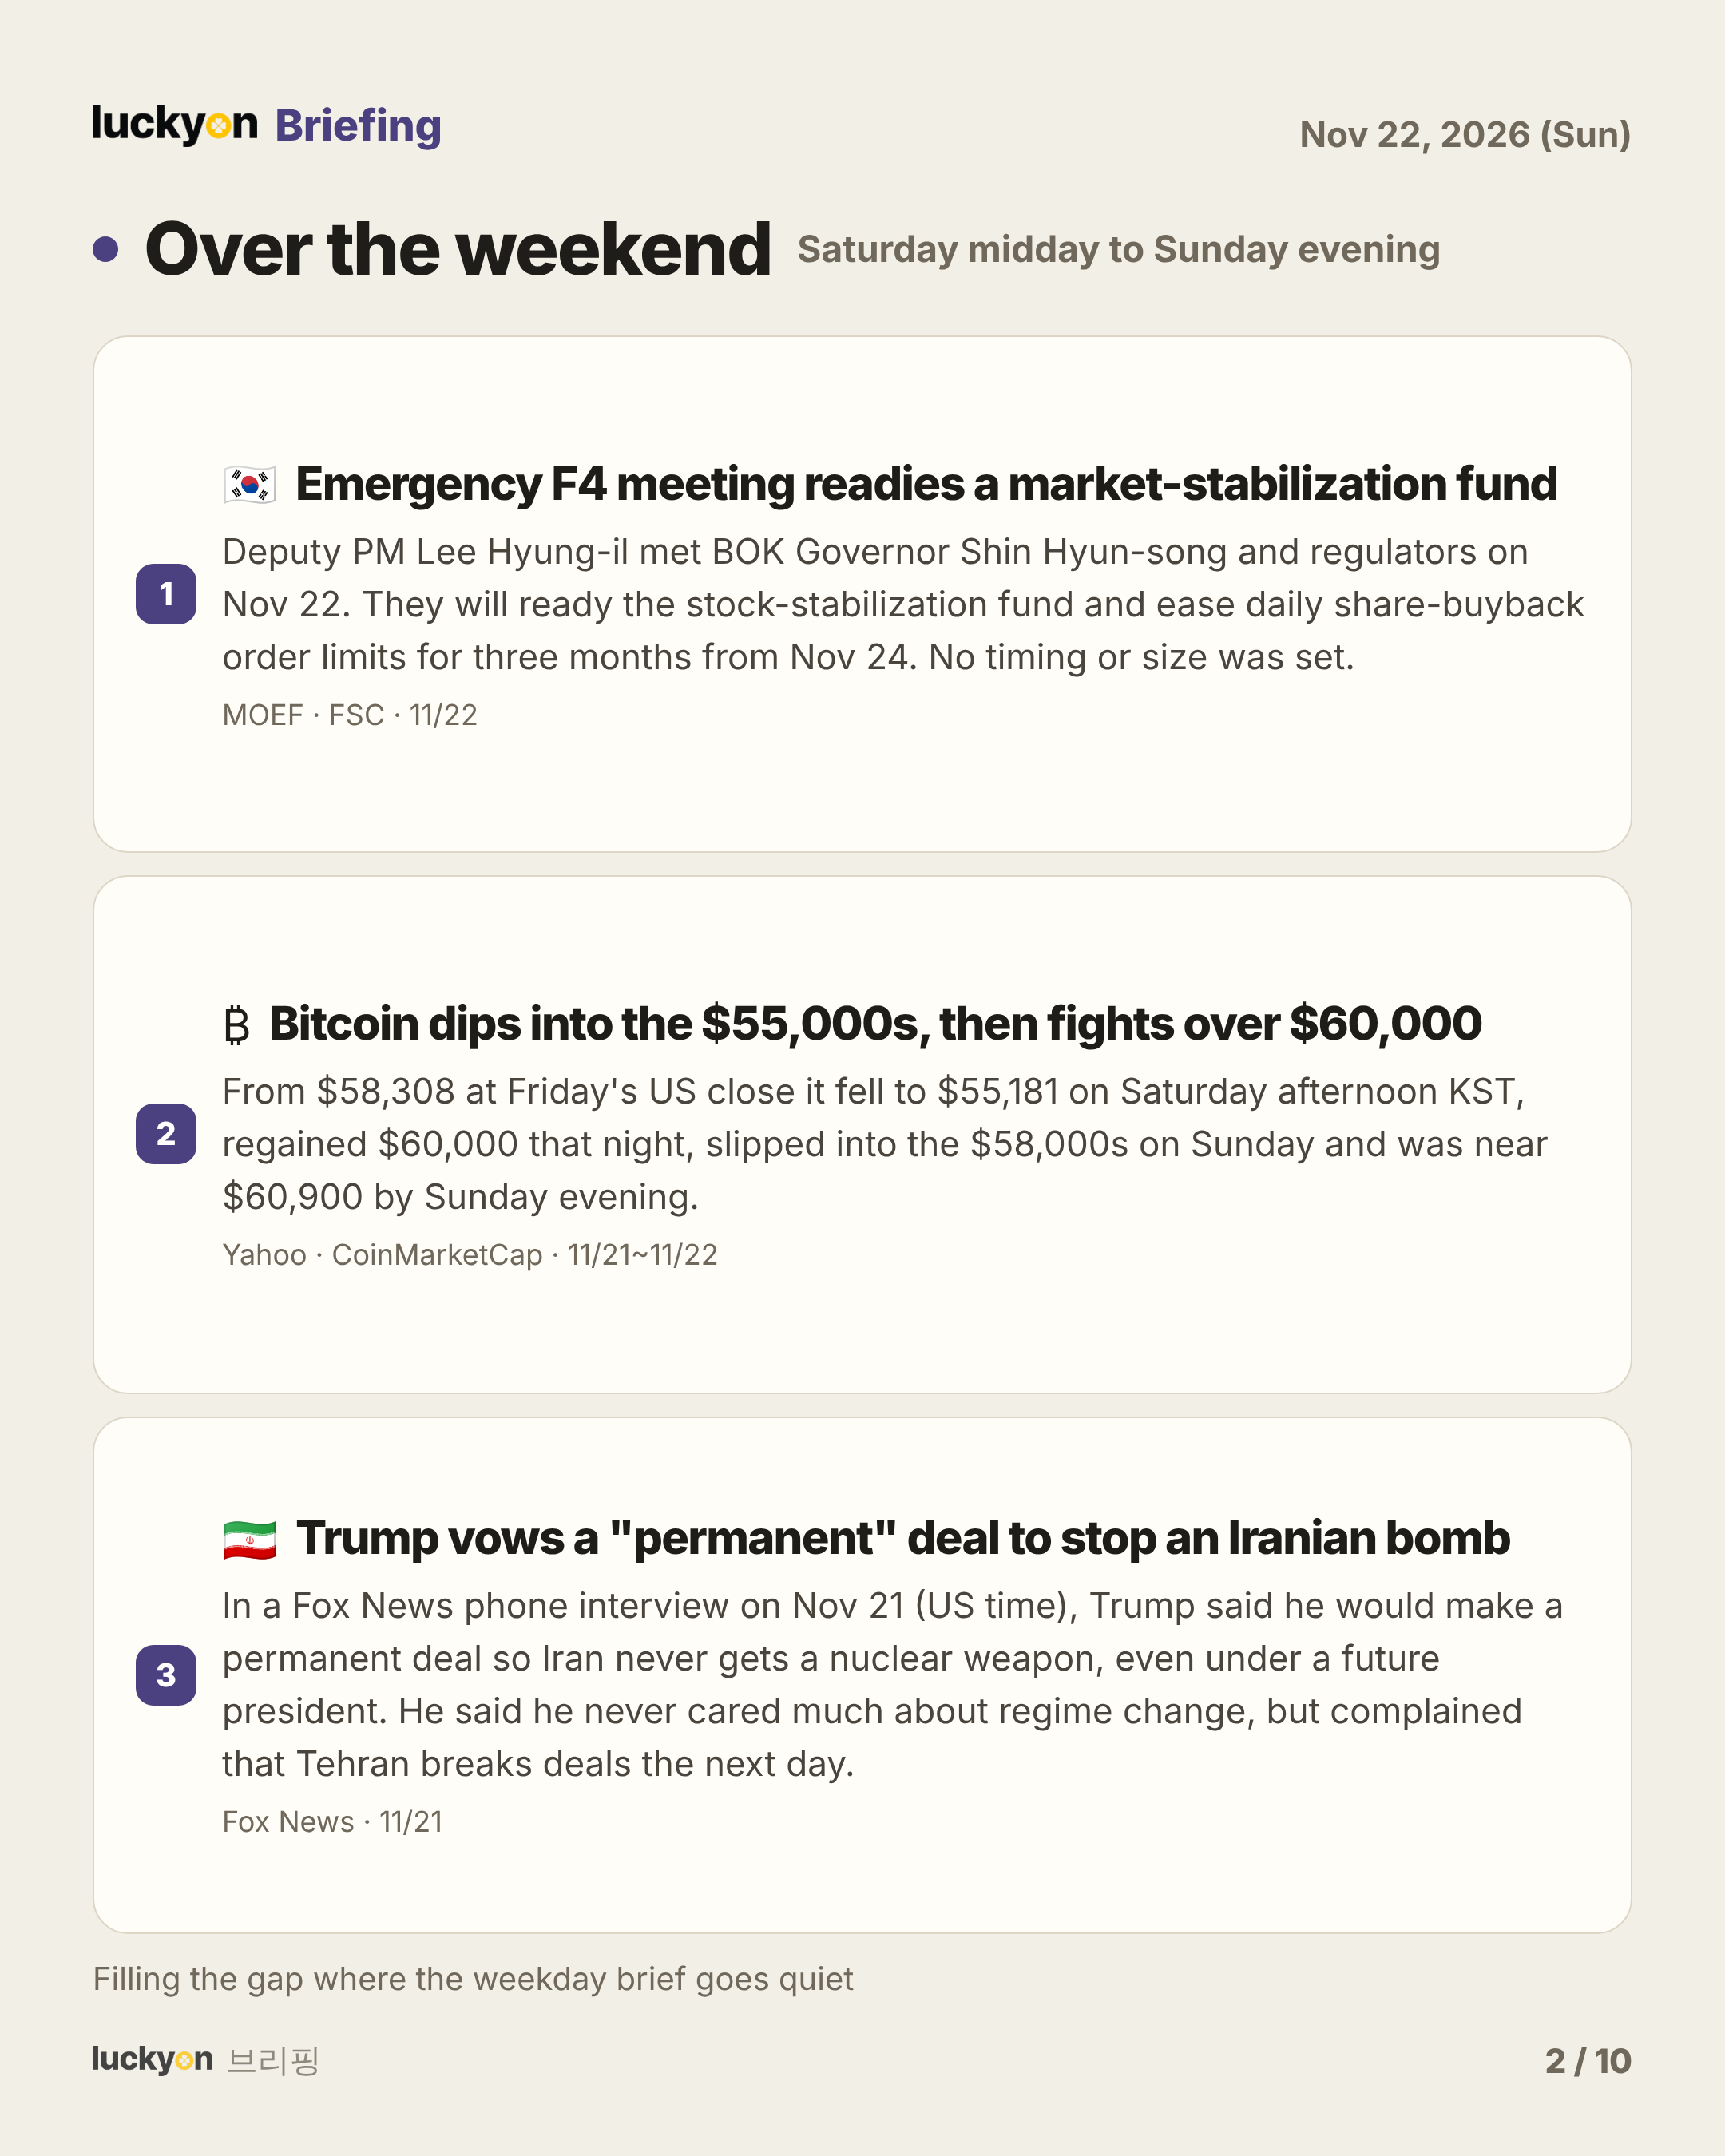 luckyon Briefing
Nov 22, 2026 (Sun)
Over the weekend Saturday midday to Sunday evening
1
Emergency F4 meeting readies a market-stabilization fund
Deputy PM Lee Hyung-il met BOK Governor Shin Hyun-song and regulators on
Nov 22. They will ready the stock-stabilization fund and ease daily share-buyback
order limits for three months from Nov 24. No timing or size was set.
MOEF · FSC · 11/22
2
₿ Bitcoin dips into the $55,000s, then fights over $60,000
From $58,308 at Friday's US close it fell to $55,181 on Saturday afternoon KST,
regained $60,000 that night, slipped into the $58,000s on Sunday and was near
$60,900 by Sunday evening.
Yahoo · CoinMarketCap · 11/21~11/22
3
Trump vows a "permanent" deal to stop an Iranian bomb
In a Fox News phone interview on Nov 21 (US time), Trump said he would make a
permanent deal so Iran never gets a nuclear weapon, even under a future
president. He said he never cared much about regime change, but complained
that Tehran breaks deals the next day.
Fox News · 11/21
Filling the gap where the weekday brief goes quiet
luckyon 브리핑
2 / 10